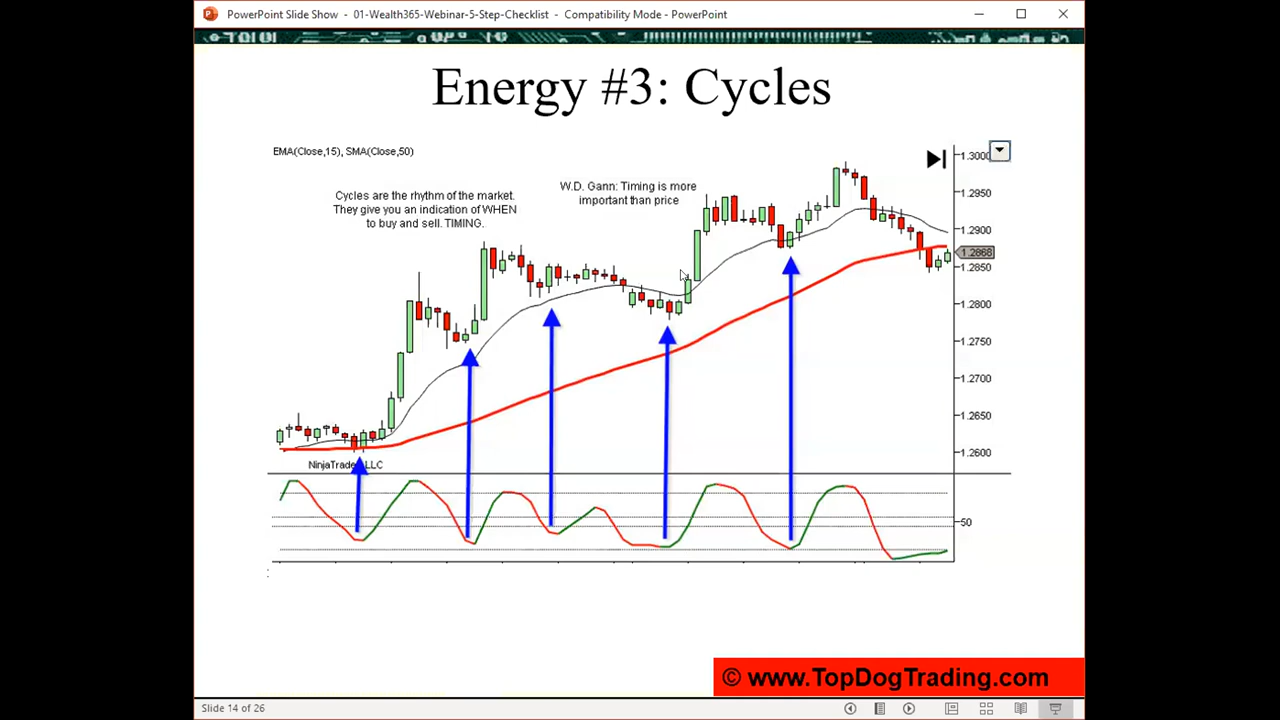 PowerPoint Slide Show - 01-Wealth365-Webinar-5-Step-Checklist - Compatibility Mode - PowerPoint
Energy #3: Cycles
EMA(Close,15), SMA(Close,50)
Cycles are the rhythm of the market.
They give you an indication of WHEN
to buy and sell. TIMING.
W.D. Gann: Timing is more
important than price
1.3000
1.2950
1.2900
1.2868
1.2850
1.2800
1.2750
1.2700
1.2650
1.2600
50
© www.TopDogTrading.com
Slide 14 of 26